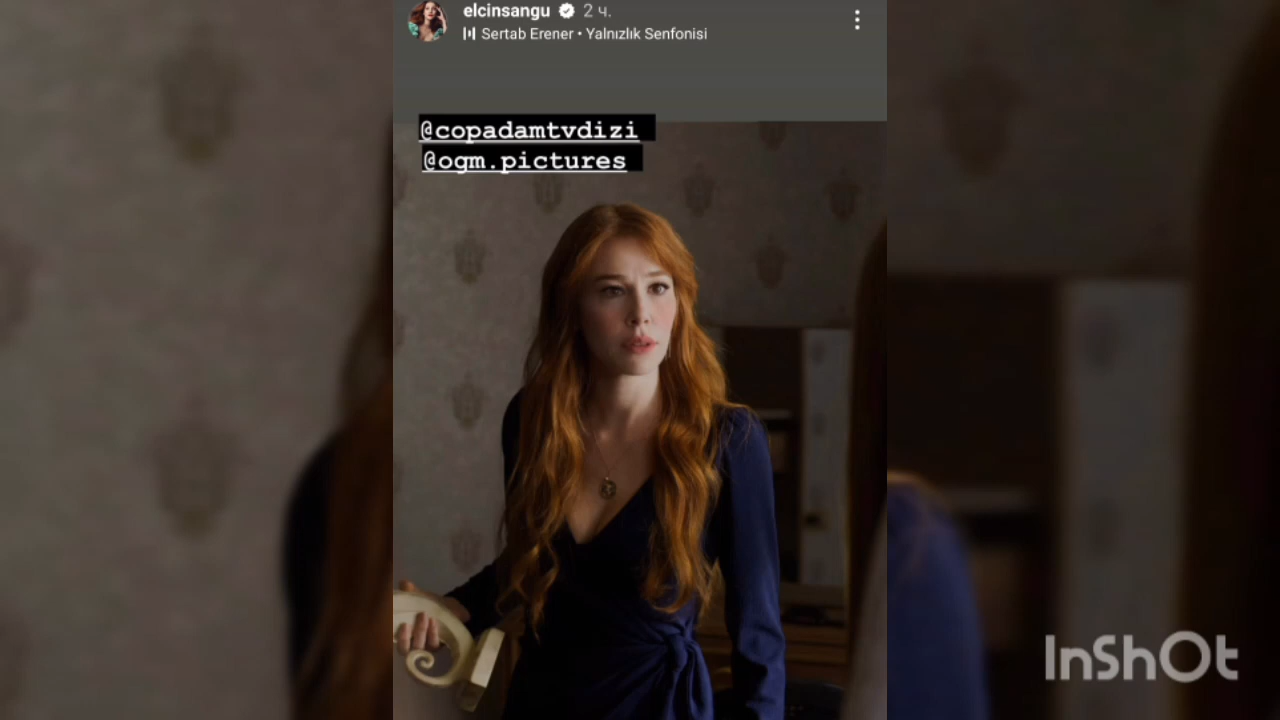 elcinsangu 2 ч.
Sertab Erener • Yalnızlık Senfonisi
@copadamtvdizi
@ogm.pictures
InShOt